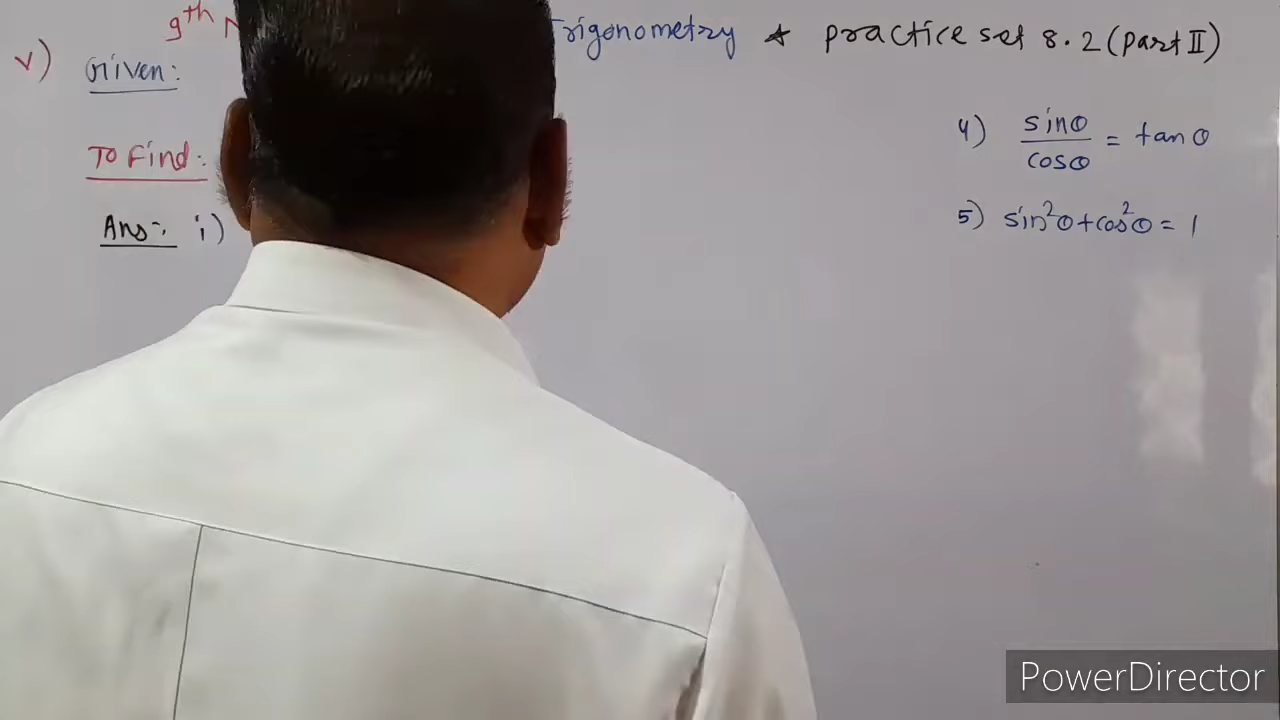 9th Trigonometry ★ practice set 8.2 (Part II)
v) Given:
To Find:
Ans:- i)
4) sinθ/cosθ = tanθ
5) sin²θ+cos²θ = 1
PowerDirector